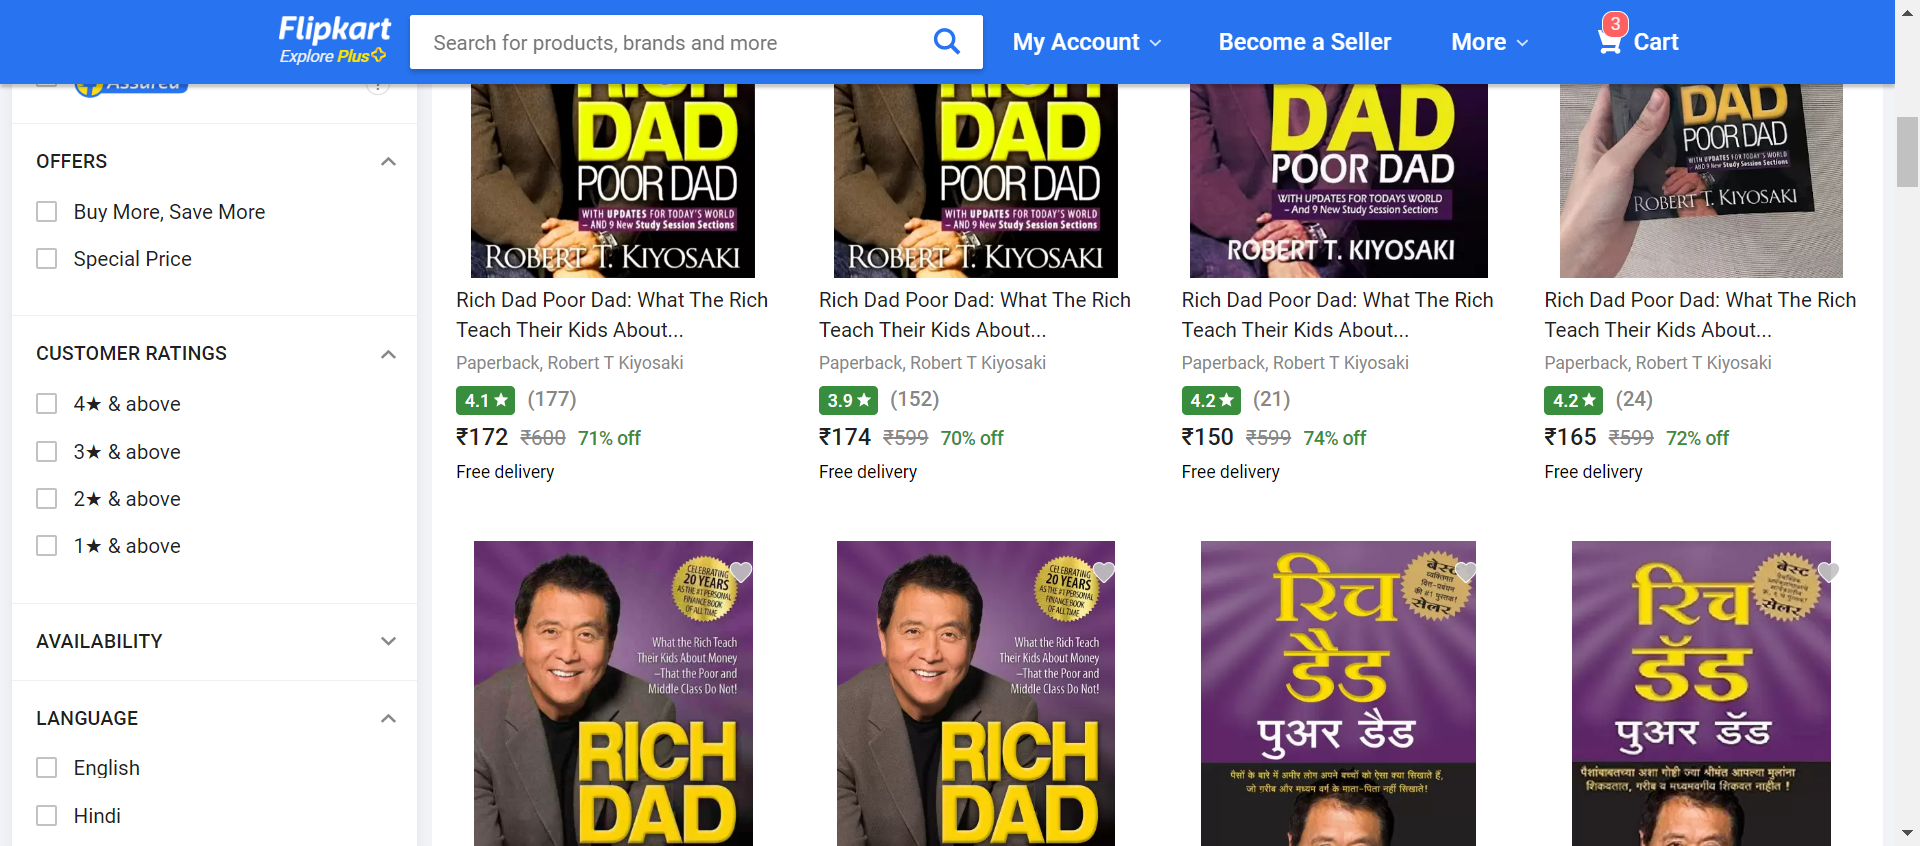 Flipkart
Explore Plus
Search for products, brands and more
My Account
Become a Seller
More
3
Cart
Assured
OFFERS
Buy More, Save More
Special Price
CUSTOMER RATINGS
4★ & above
3★ & above
2★ & above
1★ & above
AVAILABILITY
LANGUAGE
English
Hindi
RICH
DAD
POOR DAD
WITH UPDATES FOR TODAY'S WORLD
– AND 9 New Study Session Sections
ROBERT T. KIYOSAKI
Rich Dad Poor Dad: What The Rich
Teach Their Kids About...
Paperback, Robert T Kiyosaki
4.1★ (177)
₹172 ₹600 71% off
Free delivery
RICH
DAD
POOR DAD
WITH UPDATES FOR TODAY'S WORLD
– AND 9 New Study Session Sections
ROBERT T. KIYOSAKI
Rich Dad Poor Dad: What The Rich
Teach Their Kids About...
Paperback, Robert T Kiyosaki
3.9★ (152)
₹174 ₹599 70% off
Free delivery
DAD
POOR DAD
WITH UPDATES FOR TODAYS WORLD
– And 9 New Study Session Sections
ROBERT T. KIYOSAKI
Rich Dad Poor Dad: What The Rich
Teach Their Kids About...
Paperback, Robert T Kiyosaki
4.2★ (21)
₹150 ₹599 74% off
Free delivery
DAD
POOR DAD
WITH UPDATES FOR TODAY'S WORLD
– AND 9 New Study Session Sections
ROBERT T. KIYOSAKI
Rich Dad Poor Dad: What The Rich
Teach Their Kids About...
Paperback, Robert T Kiyosaki
4.2★ (24)
₹165 ₹599 72% off
Free delivery
CELEBRATING
20 YEARS
AS THE #1 PERSONAL
FINANCE BOOK
OF ALL TIME
What the Rich Teach
Their Kids About Money
–That the Poor and
Middle Class Do Not!
RICH
DAD
CELEBRATING
20 YEARS
AS THE #1 PERSONAL
FINANCE BOOK
OF ALL TIME
What the Rich Teach
Their Kids About Money
–That the Poor and
Middle Class Do Not!
RICH
DAD
बेस्ट
सेलर
रिच
डैड
पुअर डैड
पैसों के बारे में अमीर लोग अपने बच्चों को ऐसा क्या सिखाते हैं,
जो ग़रीब और मध्यम वर्ग के माता-पिता नहीं सिखाते!
बेस्ट
सेलर
रिच
डॅड
पुअर डॅड
पैशांबाबतच्या अशा गोष्टी ज्या श्रीमंत आपल्या मुलांना
शिकवतात, गरीब व मध्यमवर्गीय शिकवत नाहीत !